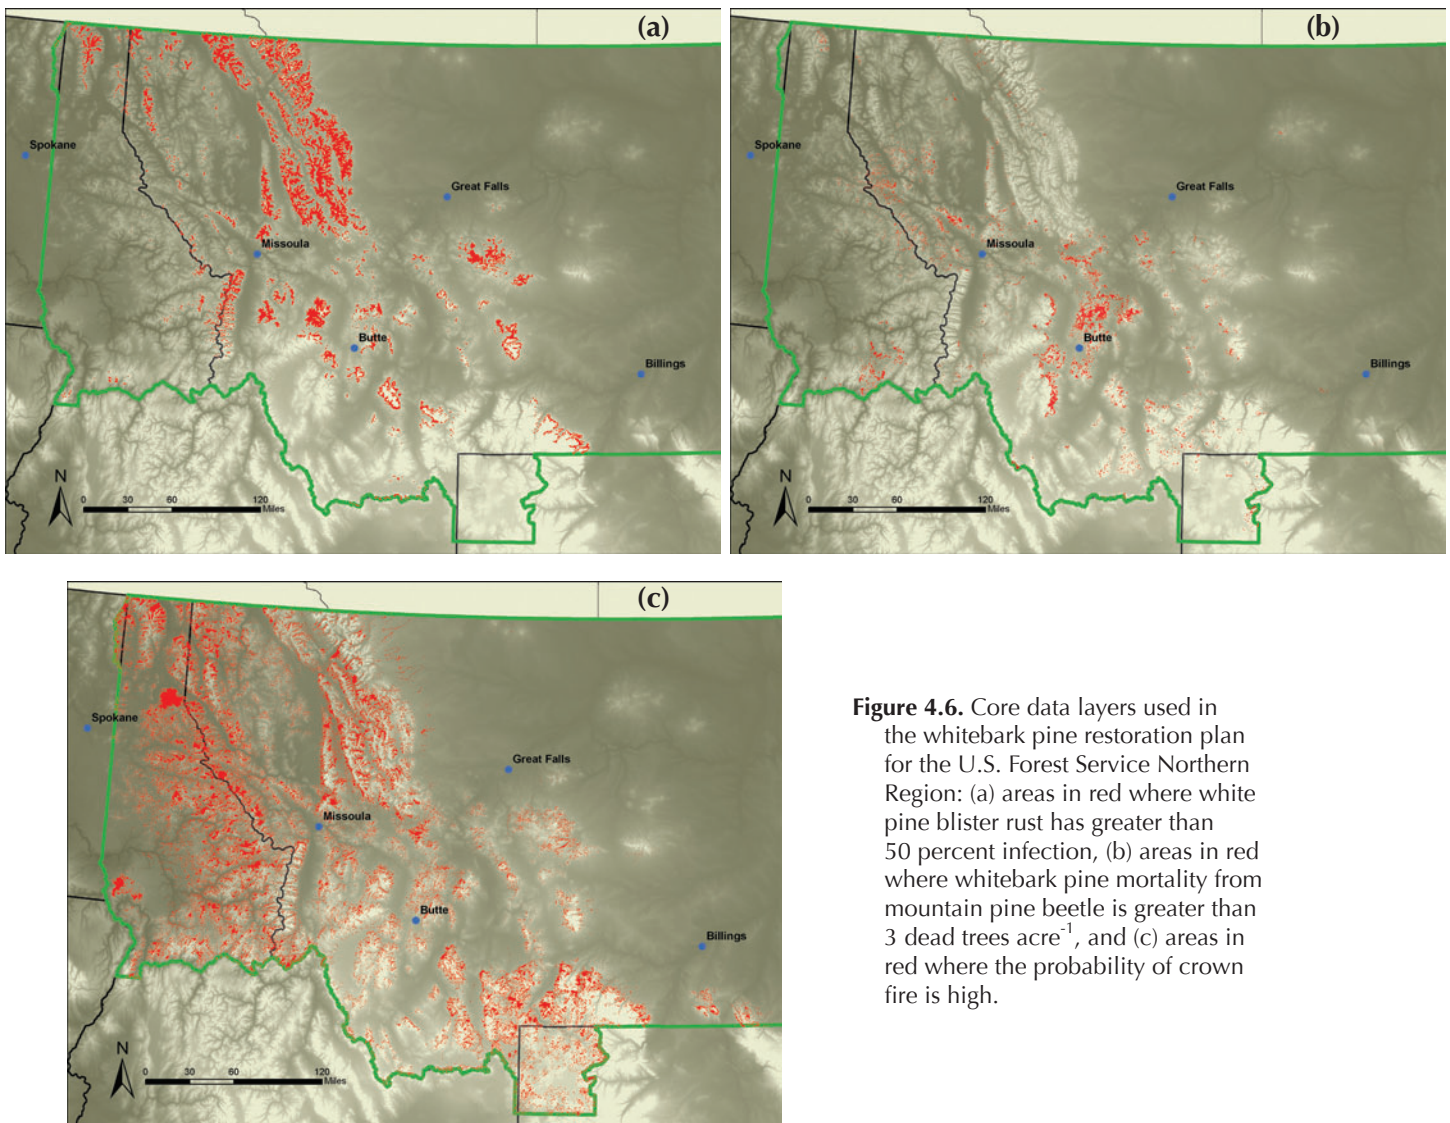 (a)
Spokane
Great Falls
Missoula
Butte
Billings
N
0 30 60 120
Miles
(b)
Spokane
Great Falls
Missoula
Butte
Billings
N
0 30 60 120
Miles
(c)
Spokane
Great Falls
Missoula
Butte
Billings
N
0 30 60 120
Miles
Figure 4.6. Core data layers used in
the whitebark pine restoration plan
for the U.S. Forest Service Northern
Region: (a) areas in red where white
pine blister rust has greater than
50 percent infection, (b) areas in red
where whitebark pine mortality from
mountain pine beetle is greater than
3 dead trees acre⁻¹, and (c) areas in
red where the probability of crown
fire is high.